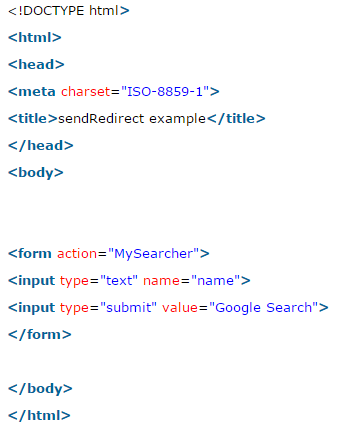 <!DOCTYPE html>
<html>
<head>
<meta charset="ISO-8859-1">
<title>sendRedirect example</title>
</head>
<body>
<form action="MySearcher">
<input type="text" name="name">
<input type="submit" value="Google Search">
</form>
</body>
</html>